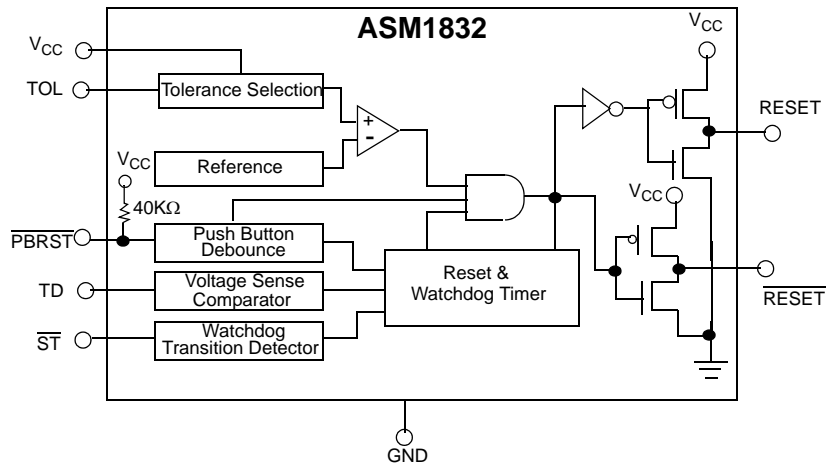 ASM1832
VCC
TOL
Tolerance Selection
+
-
VCC
RESET
VCC
Reference
40KΩ
VCC
PBRST
Push Button
Debounce
TD
Voltage Sense
Comparator
Reset &
Watchdog Timer
RESET
ST
Watchdog
Transition Detector
GND